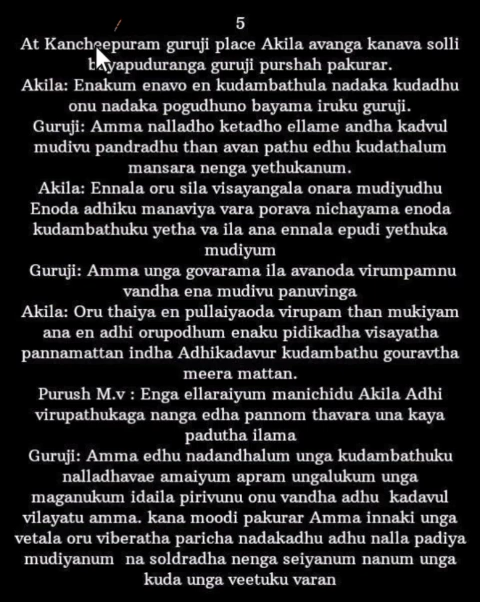 5
At Kancheepuram guruji place Akila avanga kanava solli
bayapuduranga guruji purshah pakurar.
Akila: Enakum enavo en kudambathula nadaka kudadhu
onu nadaka pogudhuno bayama iruku guruji.
Guruji: Amma nalladho ketadho ellame andha kadvul
mudivu pandradhu than avan pathu edhu kudathalum
mansara nenga yethukanum.
Akila: Ennala oru sila visayangala onara mudiyudhu
Enoda adhiku manaviya vara porava nichayama enoda
kudambathuku yetha va ila ana ennala epudi yethuka
mudiyum
Guruji: Amma unga govarama ila avanoda virumpamnu
vandha ena mudivu panuvinga
Akila: Oru thaiya en pullaiyaoda virupam than mukiyam
ana en adhi orupodhum enaku pidikadha visayatha
pannamattan indha Adhikadavur kudambathu gouravtha
meera mattan.
Purush M.v : Enga ellaraiyum manichidu Akila Adhi
virupathukaga nanga edha pannom thavara una kaya
padutha ilama
Guruji: Amma edhu nadandhalum unga kudambathuku
nalladhavae amaiyum apram ungalukum unga
maganukum idaila pirivunu onu vandha adhu kadavul
vilayatu amma. kana moodi pakurar Amma innaki unga
vetala oru viberatha paricha nadakadhu adhu nalla padiya
mudiyanum na soldradha nenga seiyanum nanum unga
kuda unga veetuku varan